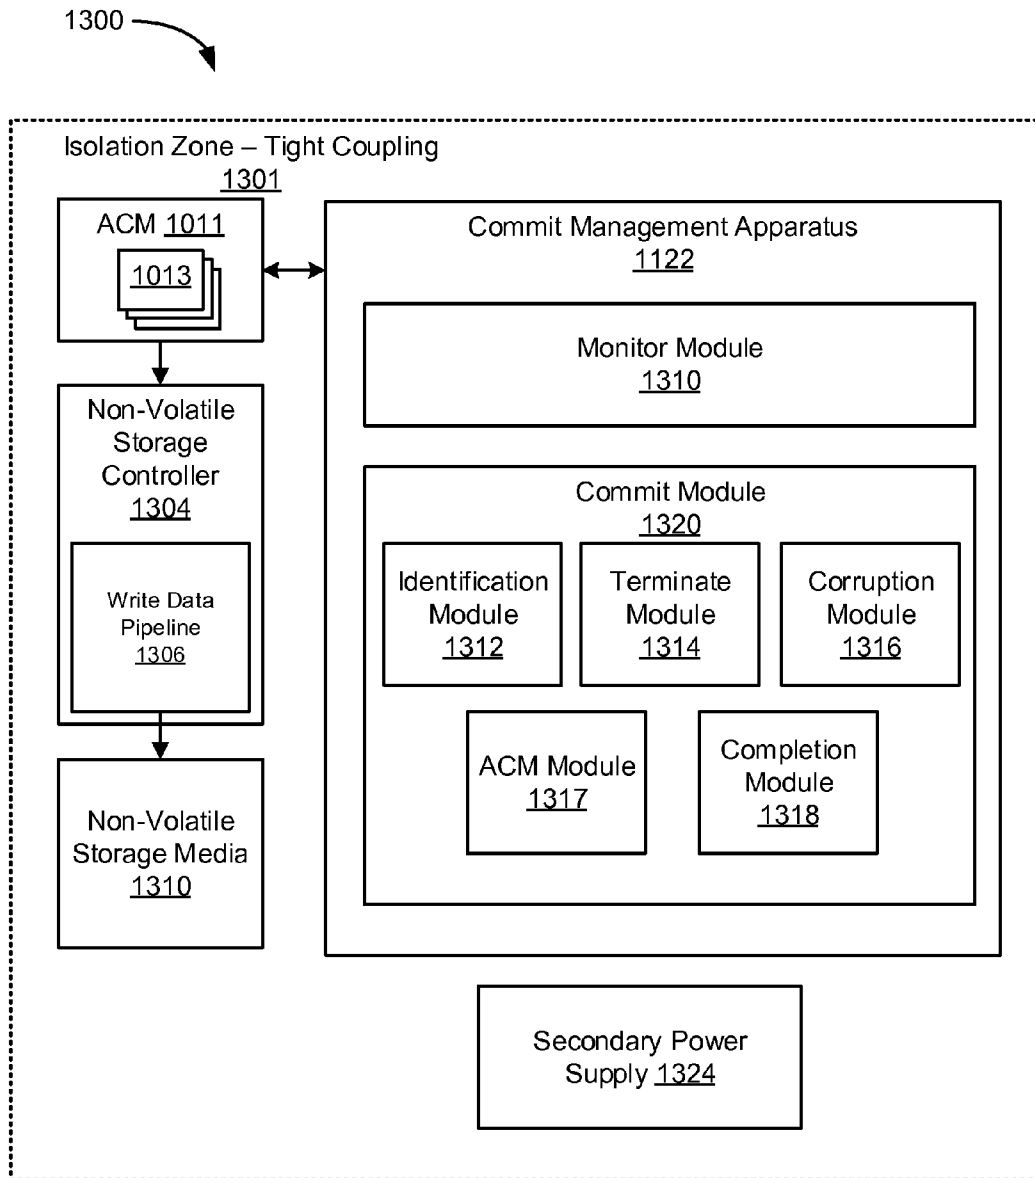 1300
Isolation Zone – Tight Coupling
1301
ACM 1011
1013
Non-Volatile
Storage
Controller
1304
Write Data
Pipeline
1306
Non-Volatile
Storage Media
1310
Commit Management Apparatus
1122
Monitor Module
1310
Commit Module
1320
Identification
Module
1312
Terminate
Module
1314
Corruption
Module
1316
ACM Module
1317
Completion
Module
1318
Secondary Power
Supply 1324